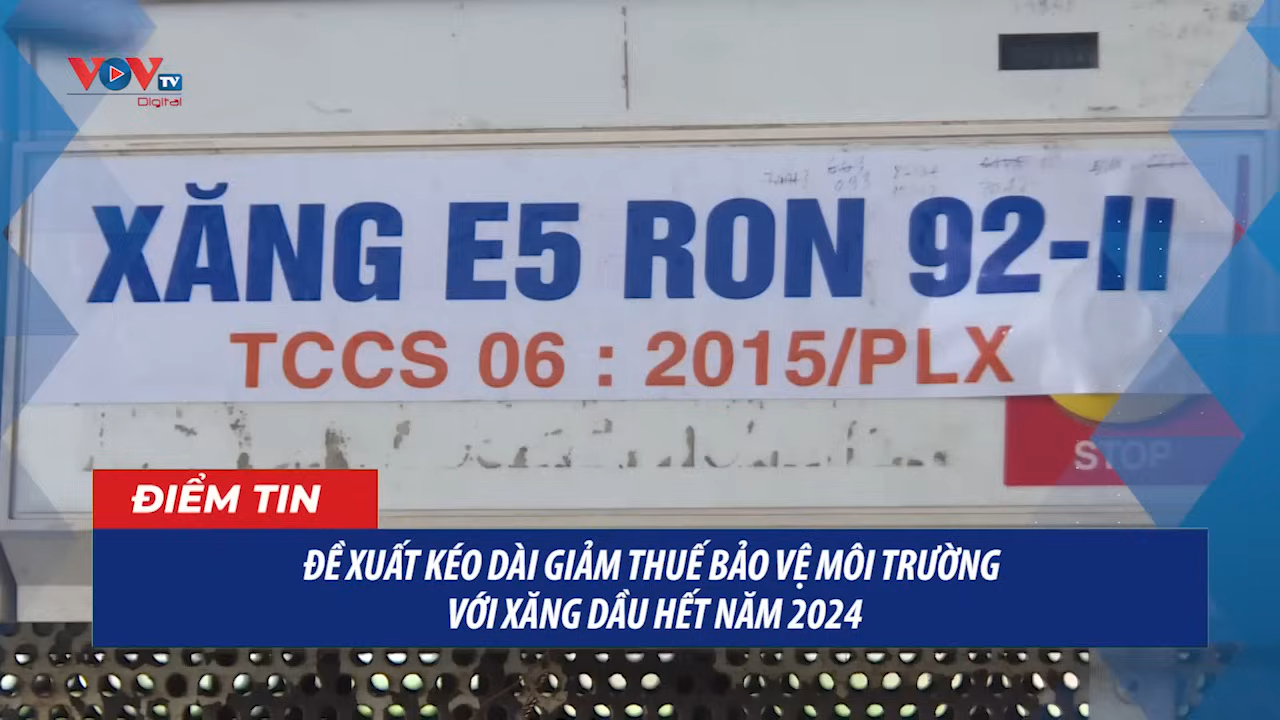 VOV TV
Digital
XĂNG E5 RON 92-II
TCCS 06 : 2015/PLX
STOP
ĐIỂM TIN
ĐỀ XUẤT KÉO DÀI GIẢM THUẾ BẢO VỆ MÔI TRƯỜNG
VỚI XĂNG DẦU HẾT NĂM 2024